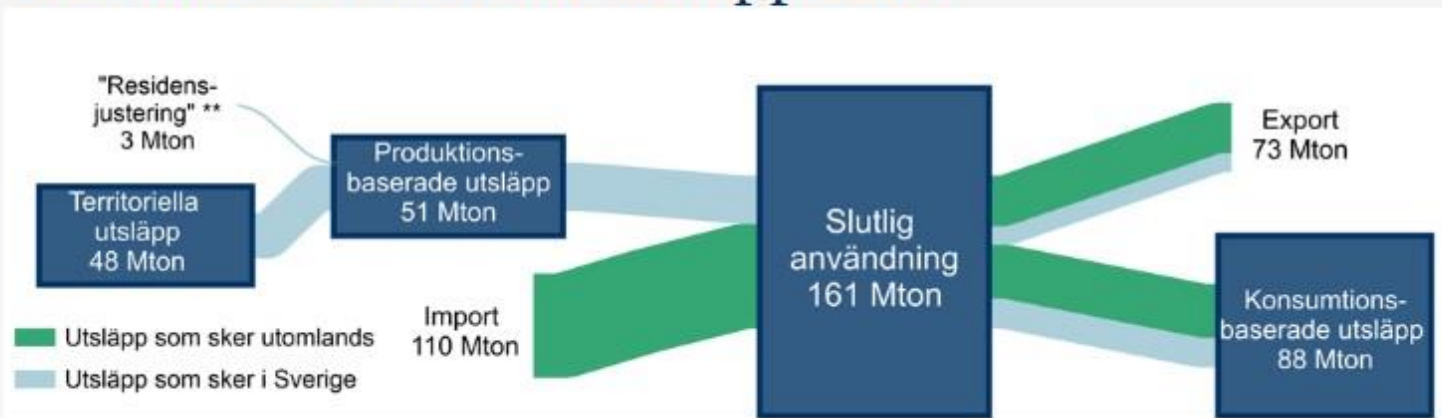 "Residens-
justering" **
3 Mton
Territoriella
utsläpp
48 Mton
Produktions-
baserade utsläpp
51 Mton
Import
110 Mton
Slutlig
användning
161 Mton
Export
73 Mton
Konsumtions-
baserade utsläpp
88 Mton
Utsläpp som sker utomlands
Utsläpp som sker i Sverige